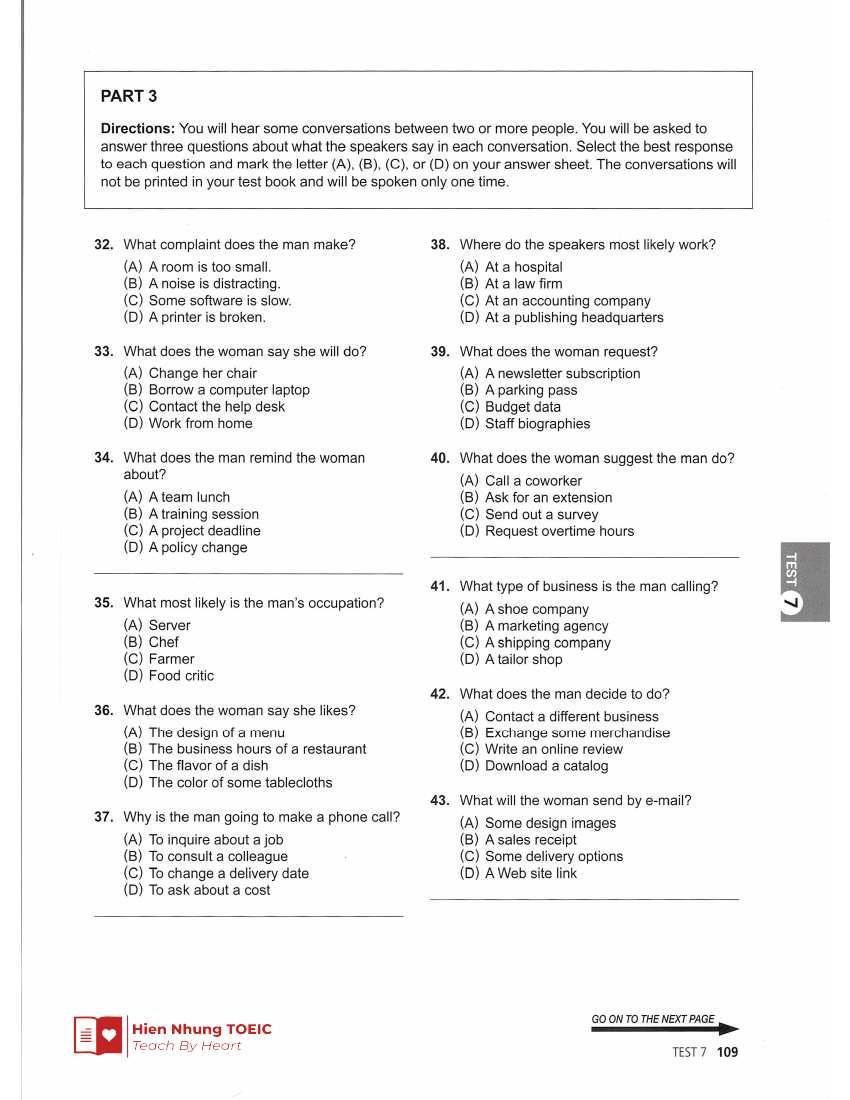 PART 3
Directions: You will hear some conversations between two or more people. You will be asked to
answer three questions about what the speakers say in each conversation. Select the best response
to each question and mark the letter (A), (B), (C), or (D) on your answer sheet. The conversations will
not be printed in your test book and will be spoken only one time.
32. What complaint does the man make?
(A) A room is too small.
(B) A noise is distracting.
(C) Some software is slow.
(D) A printer is broken.
33. What does the woman say she will do?
(A) Change her chair
(B) Borrow a computer laptop
(C) Contact the help desk
(D) Work from home
34. What does the man remind the woman
about?
(A) A team lunch
(B) A training session
(C) A project deadline
(D) A policy change
35. What most likely is the man's occupation?
(A) Server
(B) Chef
(C) Farmer
(D) Food critic
36. What does the woman say she likes?
(A) The design of a menu
(B) The business hours of a restaurant
(C) The flavor of a dish
(D) The color of some tablecloths
37. Why is the man going to make a phone call?
(A) To inquire about a job
(B) To consult a colleague
(C) To change a delivery date
(D) To ask about a cost
38. Where do the speakers most likely work?
(A) At a hospital
(B) At a law firm
(C) At an accounting company
(D) At a publishing headquarters
39. What does the woman request?
(A) A newsletter subscription
(B) A parking pass
(C) Budget data
(D) Staff biographies
40. What does the woman suggest the man do?
(A) Call a coworker
(B) Ask for an extension
(C) Send out a survey
(D) Request overtime hours
41. What type of business is the man calling?
(A) A shoe company
(B) A marketing agency
(C) A shipping company
(D) A tailor shop
42. What does the man decide to do?
(A) Contact a different business
(B) Exchange some merchandise
(C) Write an online review
(D) Download a catalog
43. What will the woman send by e-mail?
(A) Some design images
(B) A sales receipt
(C) Some delivery options
(D) A Web site link
TEST 7
Hien Nhung TOEIC
Teach By Heart
GO ON TO THE NEXT PAGE
TEST 7 109